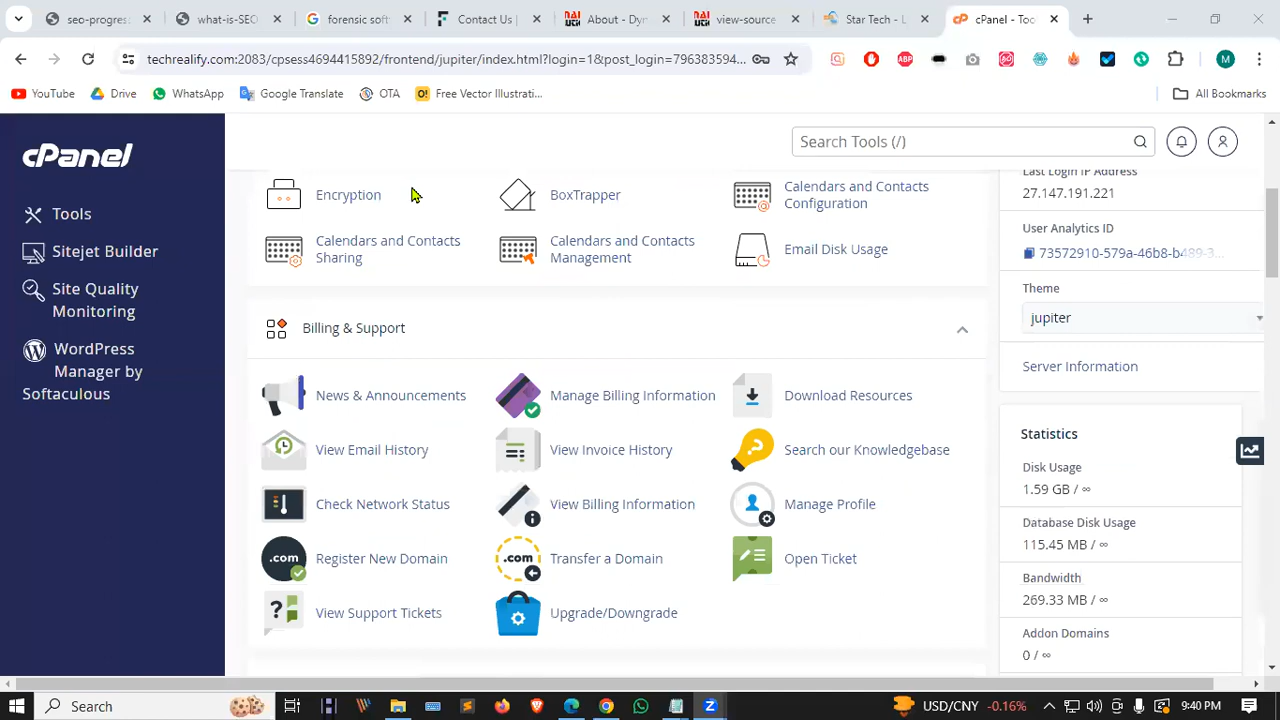 seo-progres
what-is-SEO
forensic soft
Contact Us |
About - Dyn
view-source
Star Tech - L
cPanel - Too
techrealify.com:2083/cpsess4694415892/frontend/jupiter/index.html?login=1&post_login=796383594...
YouTube
Drive
WhatsApp
Google Translate
OTA
Free Vector Illustrati...
All Bookmarks
cPanel
Search Tools (/)
Tools
Sitejet Builder
Site Quality
Monitoring
WordPress
Manager by
Softaculous
Encryption
BoxTrapper
Calendars and Contacts
Configuration
Calendars and Contacts
Sharing
Calendars and Contacts
Management
Email Disk Usage
Billing & Support
News & Announcements
Manage Billing Information
Download Resources
View Email History
View Invoice History
Search our Knowledgebase
Check Network Status
View Billing Information
Manage Profile
.com
Register New Domain
.com
Transfer a Domain
Open Ticket
View Support Tickets
Upgrade/Downgrade
Last Login IP Address
27.147.191.221
User Analytics ID
73572910-579a-46b8-b489-3...
Theme
jupiter
Server Information
Statistics
Disk Usage
1.59 GB / ∞
Database Disk Usage
115.45 MB / ∞
Bandwidth
269.33 MB / ∞
Addon Domains
0 / ∞
Search
USD/CNY -0.16%
9:40 PM